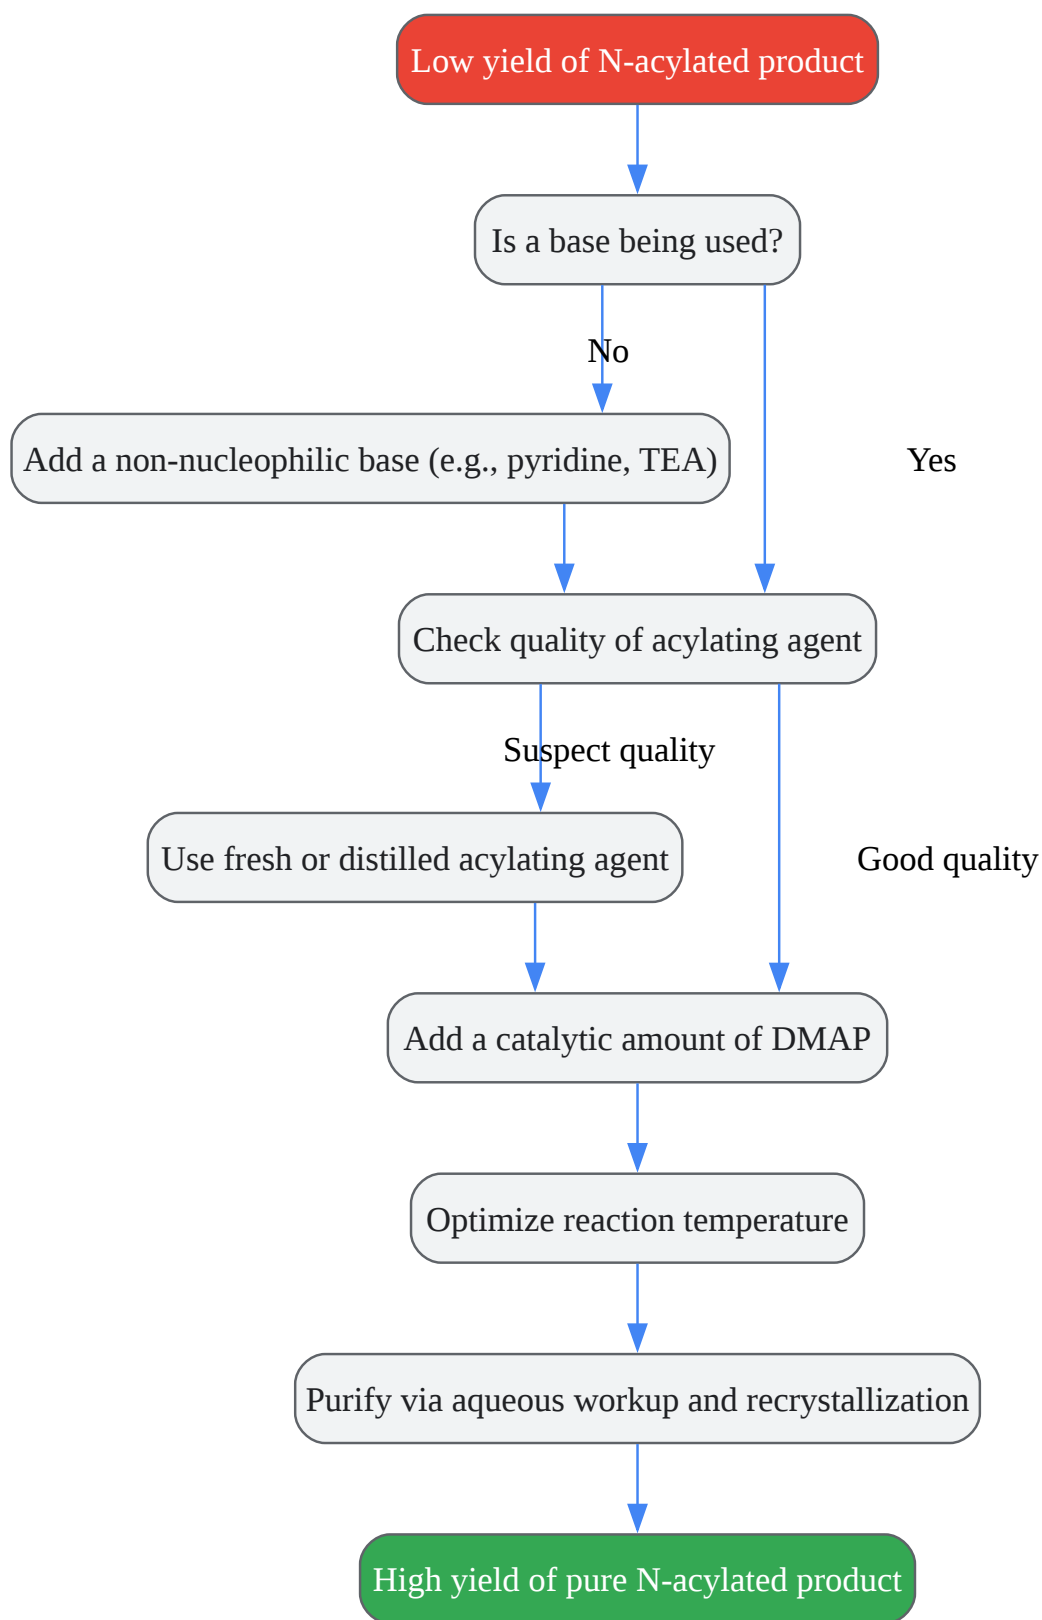 Low yield of N-acylated product
Is a base being used?
No
Add a non-nucleophilic base (e.g., pyridine, TEA)
Yes
Check quality of acylating agent
Suspect quality
Use fresh or distilled acylating agent
Good quality
Add a catalytic amount of DMAP
Optimize reaction temperature
Purify via aqueous workup and recrystallization
High yield of pure N-acylated product